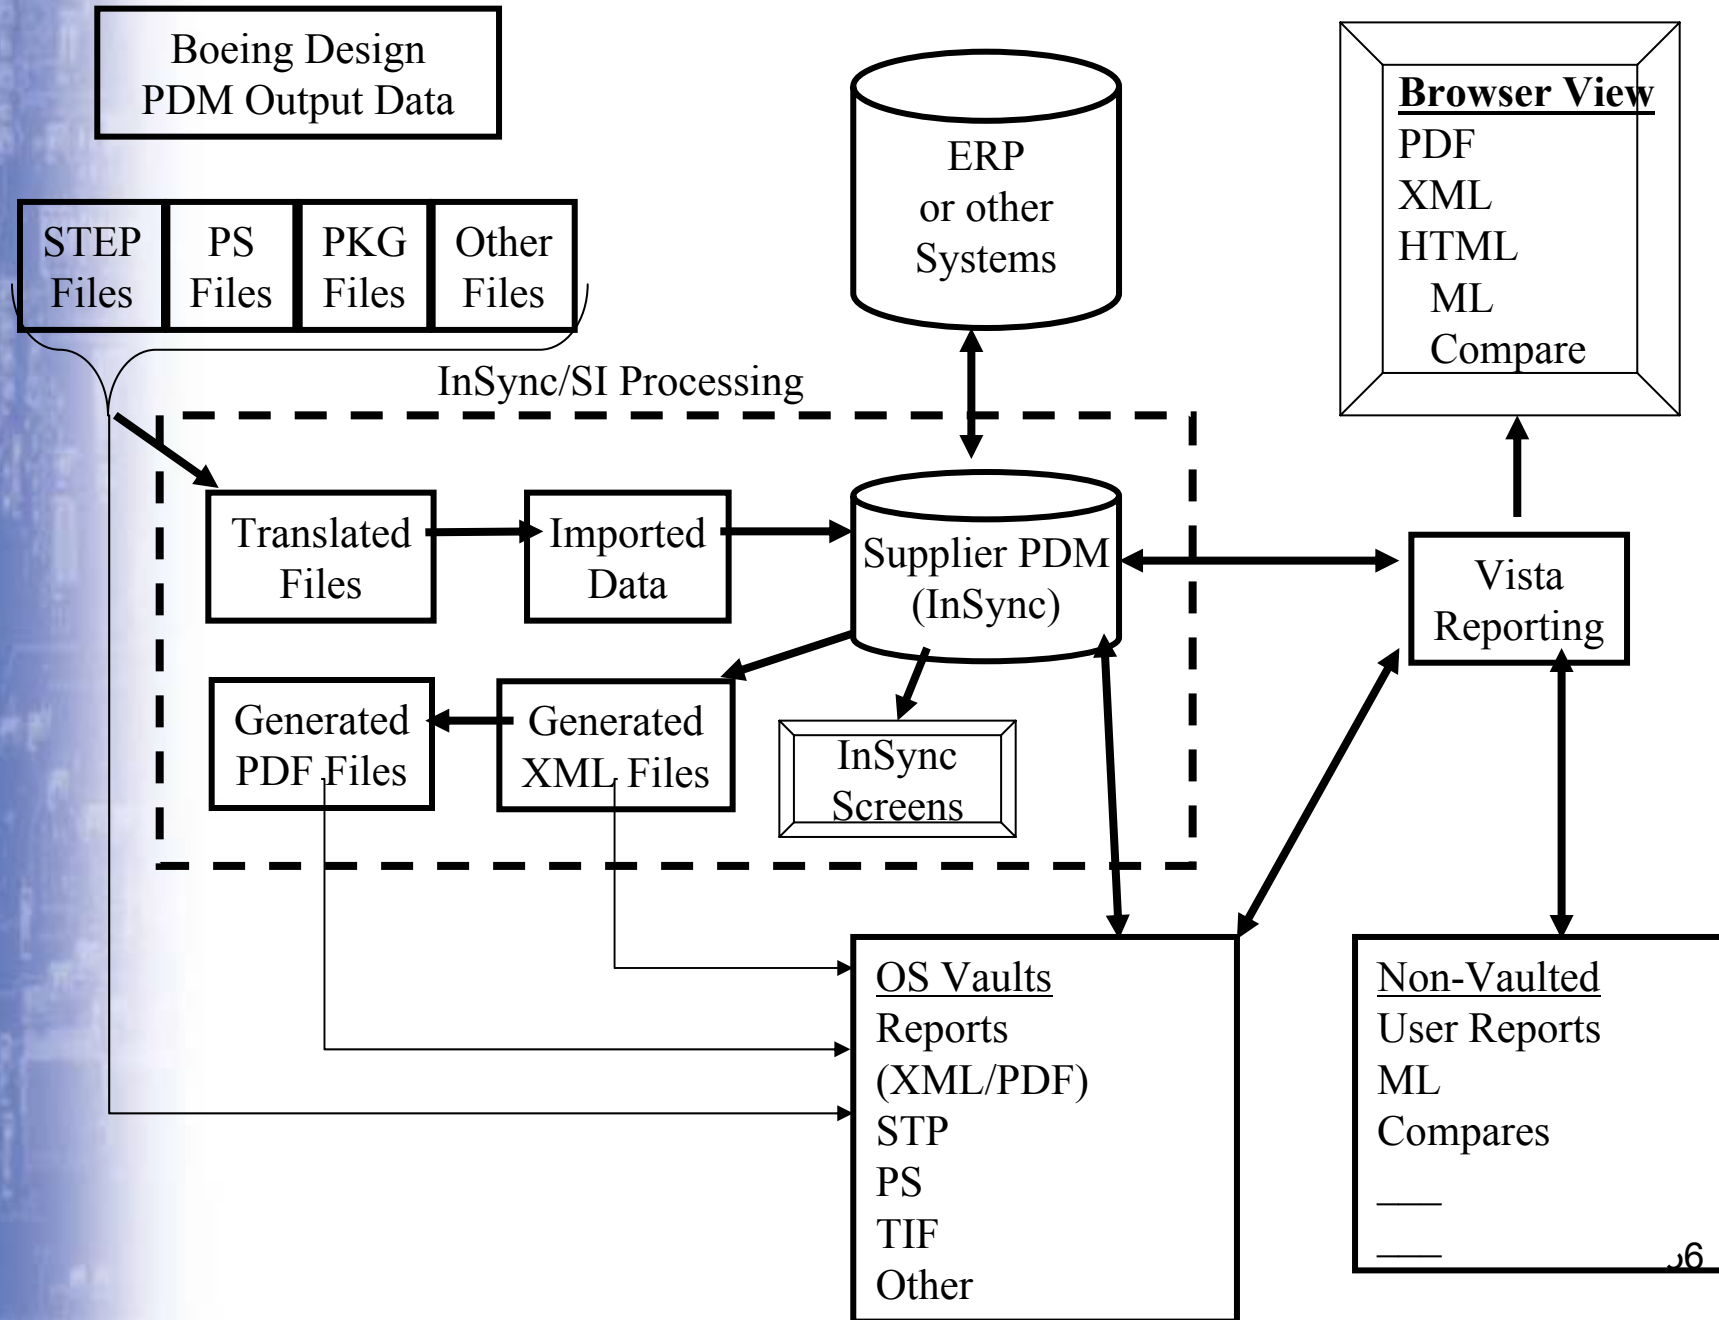 Boeing Design
PDM Output Data
STEP
Files
PS
Files
PKG
Files
Other
Files
ERP
or other
Systems
Browser View
PDF
XML
HTML
ML
Compare
InSync/SI Processing
Translated
Files
Imported
Data
Supplier PDM
(InSync)
Vista
Reporting
Generated
PDF Files
Generated
XML Files
InSync
Screens
OS Vaults
Reports
(XML/PDF)
STP
PS
TIF
Other
Non-Vaulted
User Reports
ML
Compares
___
___